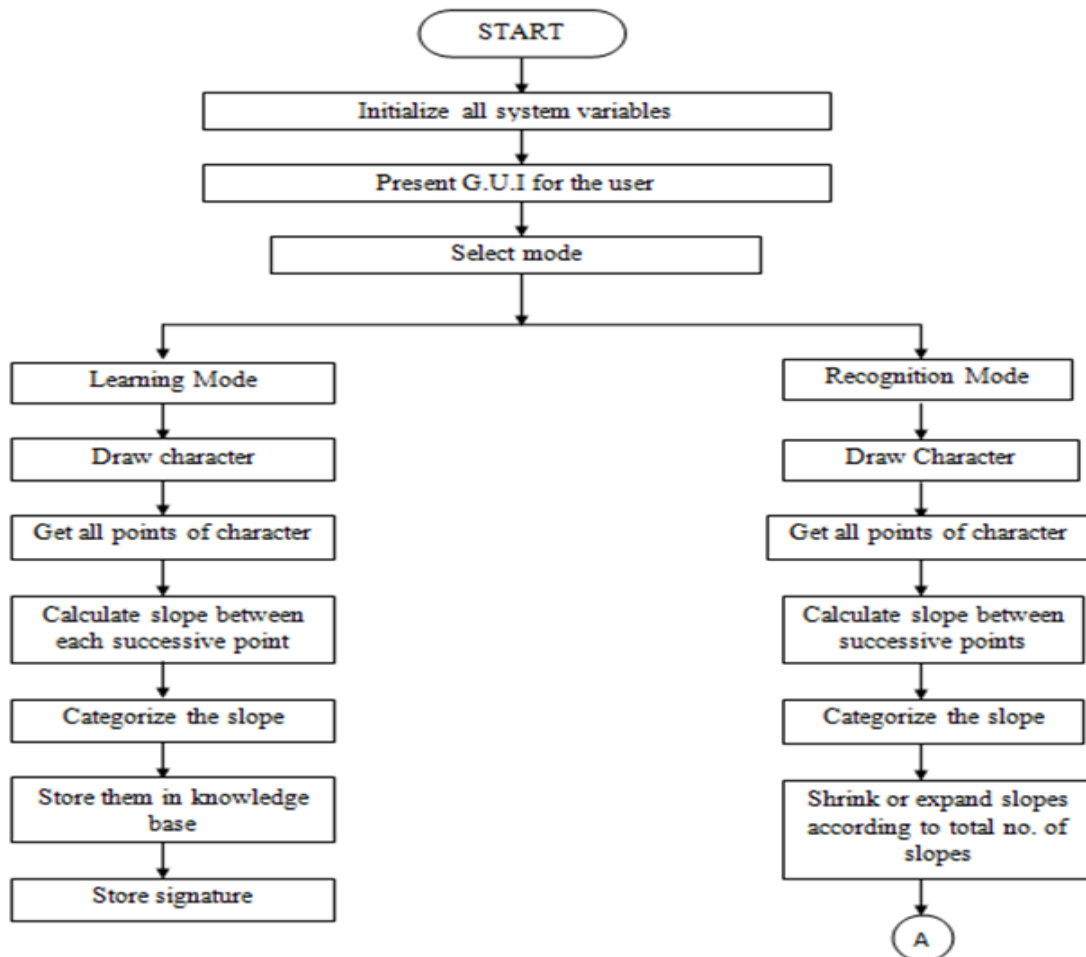 START
Initialize all system variables
Present G.U.I for the user
Select mode
Learning Mode
Draw character
Get all points of character
Calculate slope between
each successive point
Categorize the slope
Store them in knowledge
base
Store signature
Recognition Mode
Draw Character
Get all points of character
Calculate slope between
successive points
Categorize the slope
Shrink or expand slopes
according to total no. of
slopes
A